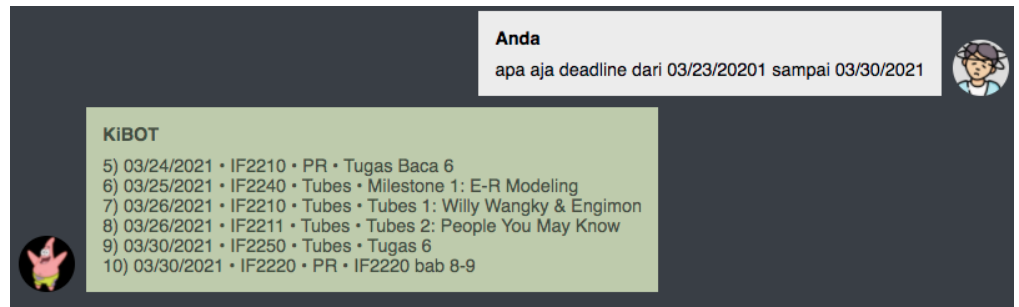 Anda
apa aja deadline dari 03/23/20201 sampai 03/30/2021
KiBOT
5) 03/24/2021 • IF2210 • PR • Tugas Baca 6
6) 03/25/2021 • IF2240 • Tubes • Milestone 1: E-R Modeling
7) 03/26/2021 • IF2210 • Tubes • Tubes 1: Willy Wangky & Engimon
8) 03/26/2021 • IF2211 • Tubes • Tubes 2: People You May Know
9) 03/30/2021 • IF2250 • Tubes • Tugas 6
10) 03/30/2021 • IF2220 • PR • IF2220 bab 8-9